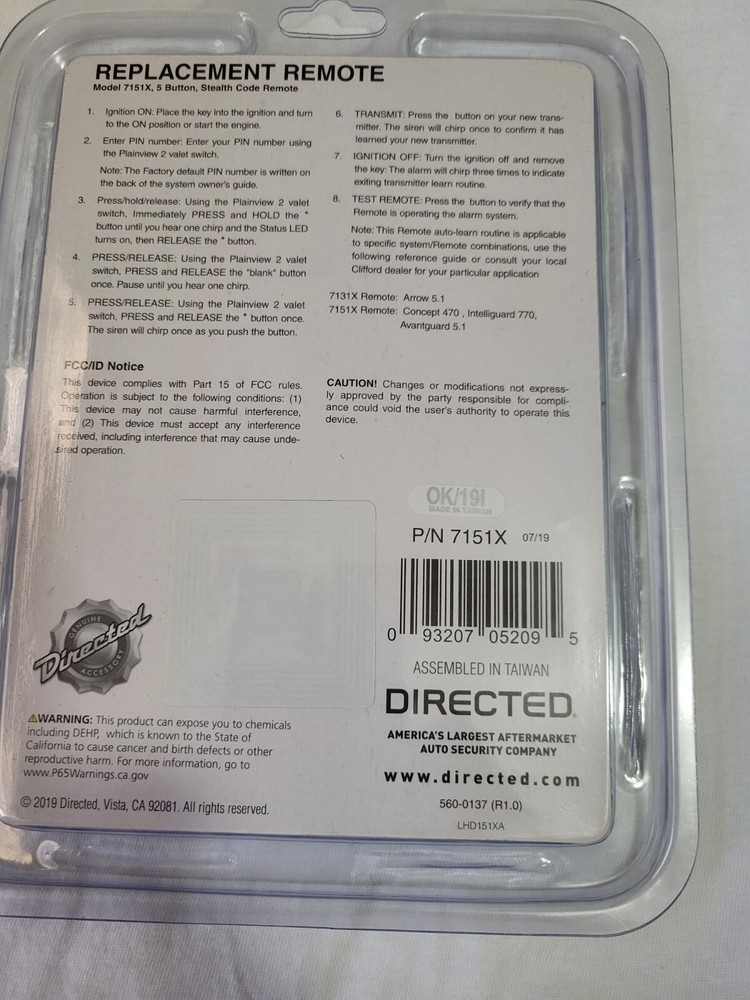 REPLACEMENT REMOTE
Model 7151X, 5 Button, Stealth Code Remote
1. Ignition ON: Place the key into the ignition and turn
to the ON position or start the engine.
2. Enter PIN number: Enter your PIN number using
the Plainview 2 valet switch.
Note: The Factory default PIN number is written on
the back of the system owner's guide.
3. Press/hold/release: Using the Plainview 2 valet
switch, Immediately PRESS and HOLD the *
button until you hear one chirp and the Status LED
turns on, then RELEASE the * button.
4. PRESS/RELEASE: Using the Plainview 2 valet
switch, PRESS and RELEASE the "blank" button
once. Pause until you hear one chirp.
5. PRESS/RELEASE: Using the Plainview 2 valet
switch, PRESS and RELEASE the * button once.
The siren will chirp once as you push the button.
6. TRANSMIT: Press the button on your new trans-
mitter. The siren will chirp once to confirm it has
learned your new transmitter.
7. IGNITION OFF: Turn the ignition off and remove
the key: The alarm will chirp three times to indicate
exiting transmitter learn routine.
8. TEST REMOTE: Press the button to verify that the
Remote is operating the alarm system.
Note: This Remote auto-learn routine is applicable
to specific system/Remote combinations, use the
following reference guide or consult your local
Clifford dealer for your particular application
7131X Remote: Arrow 5.1
7151X Remote: Concept 470 , Intelliguard 770,
Avantguard 5.1
FCC/ID Notice
This device complies with Part 15 of FCC rules.
Operation is subject to the following conditions: (1)
This device may not cause harmful interference,
and (2) This device must accept any interference
received, including interference that may cause unde-
sired operation.
CAUTION! Changes or modifications not express-
ly approved by the party responsible for compli-
ance could void the user's authority to operate this
device.
OK/19I
MADE IN TAIWAN
P/N 7151X 07/19
0 93207 05209 5
ASSEMBLED IN TAIWAN
GENUINE
Directed
ACCESSORY
DIRECTED.
AMERICA'S LARGEST AFTERMARKET
AUTO SECURITY COMPANY
www.directed.com
560-0137 (R1.0)
LHD151XA
WARNING: This product can expose you to chemicals
including DEHP, which is known to the State of
California to cause cancer and birth defects or other
reproductive harm. For more information, go to
www.P65Warnings.ca.gov
© 2019 Directed, Vista, CA 92081. All rights reserved.